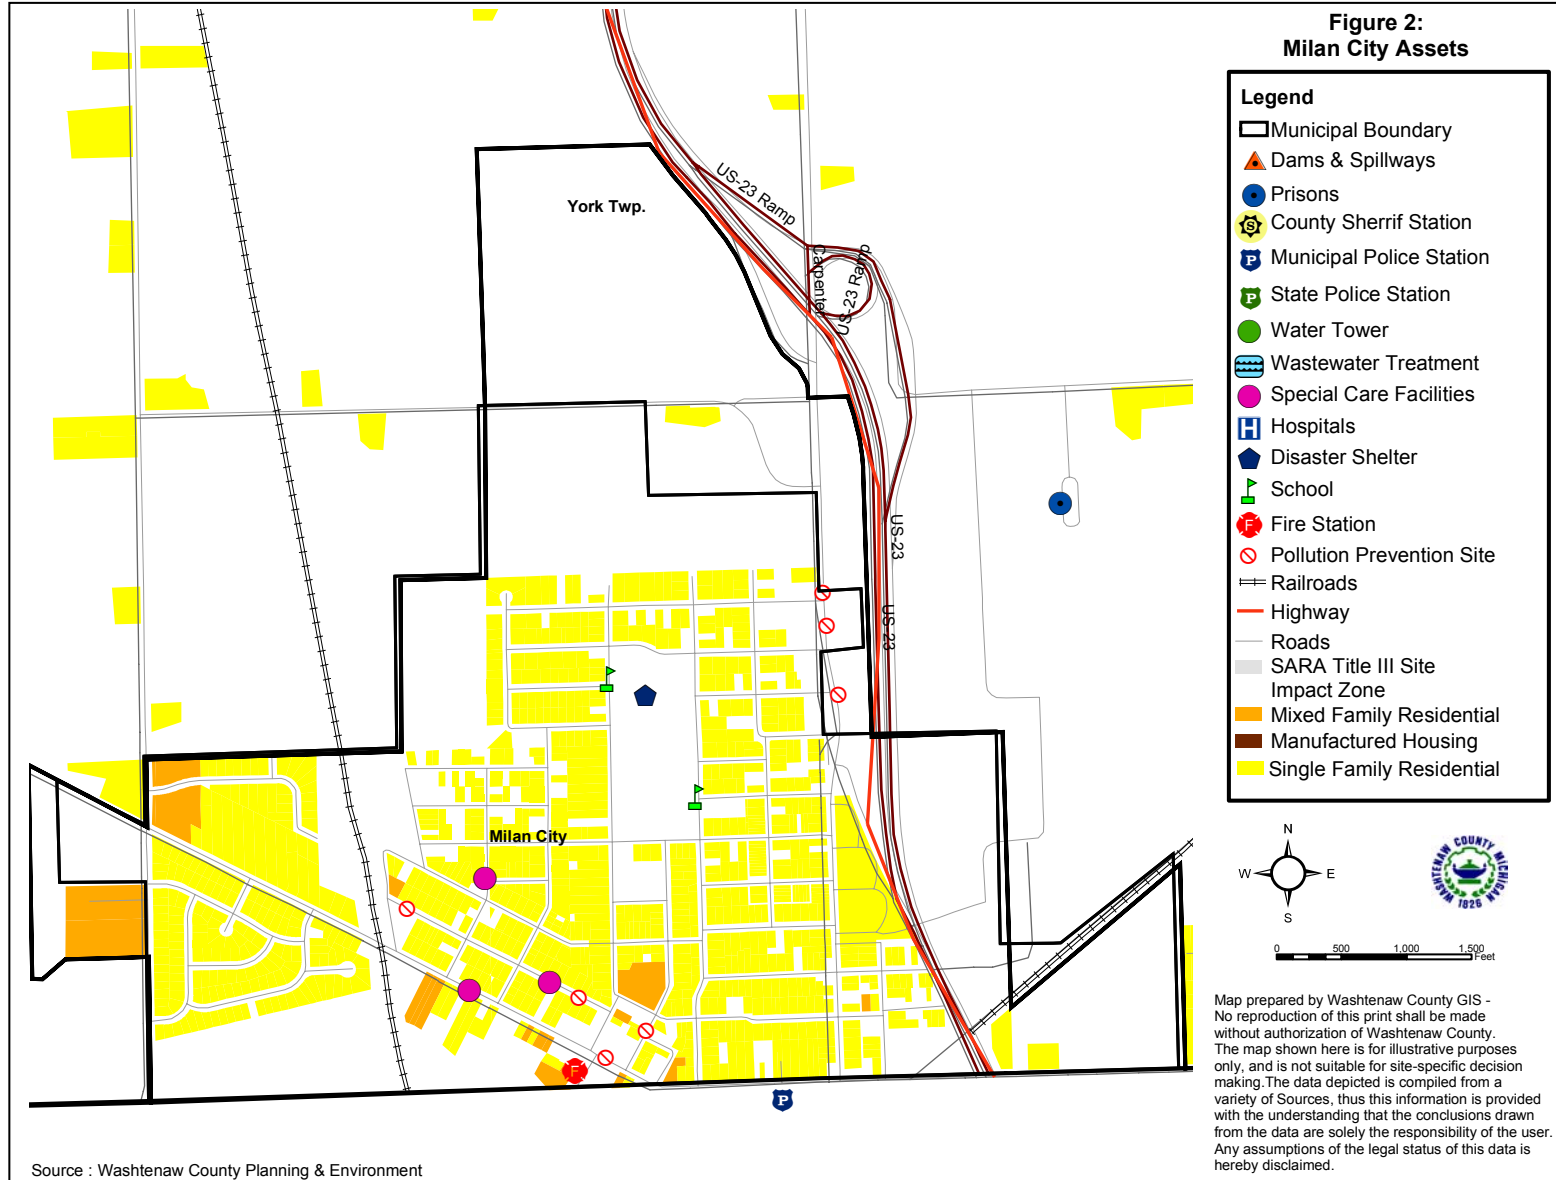 Figure 2:
Milan City Assets
Legend
Municipal Boundary
Dams & Spillways
Prisons
S
County Sherrif Station
P
Municipal Police Station
P
State Police Station
Water Tower
Wastewater Treatment
Special Care Facilities
H
Hospitals
Disaster Shelter
School
F
Fire Station
Pollution Prevention Site
Railroads
Highway
Roads
SARA Title III Site
Impact Zone
Mixed Family Residential
Manufactured Housing
Single Family Residential
York Twp.
US-23 Ramp
Carpenter
US-23 Ramp
US-23
US-23
Milan City
F
P
N
W
E
S
WASHTENAW COUNTY MICHIGAN
1826
0 500 1,000 1,500
Feet
Map prepared by Washtenaw County GIS -
No reproduction of this print shall be made
without authorization of Washtenaw County.
The map shown here is for illustrative purposes
only, and is not suitable for site-specific decision
making.The data depicted is compiled from a
variety of Sources, thus this information is provided
with the understanding that the conclusions drawn
from the data are solely the responsibility of the user.
Any assumptions of the legal status of this data is
hereby disclaimed.
Source : Washtenaw County Planning & Environment